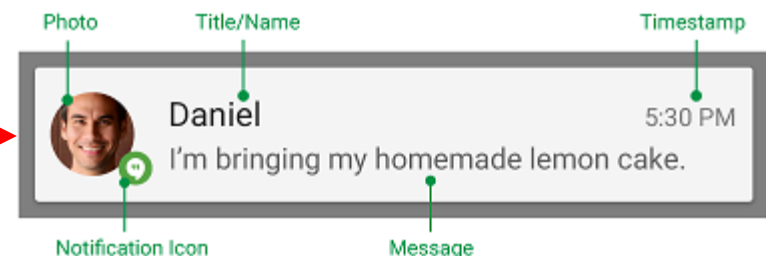 Photo Title/Name Timestamp
Daniel 5:30 PM
I'm bringing my homemade lemon cake.
Notification Icon Message